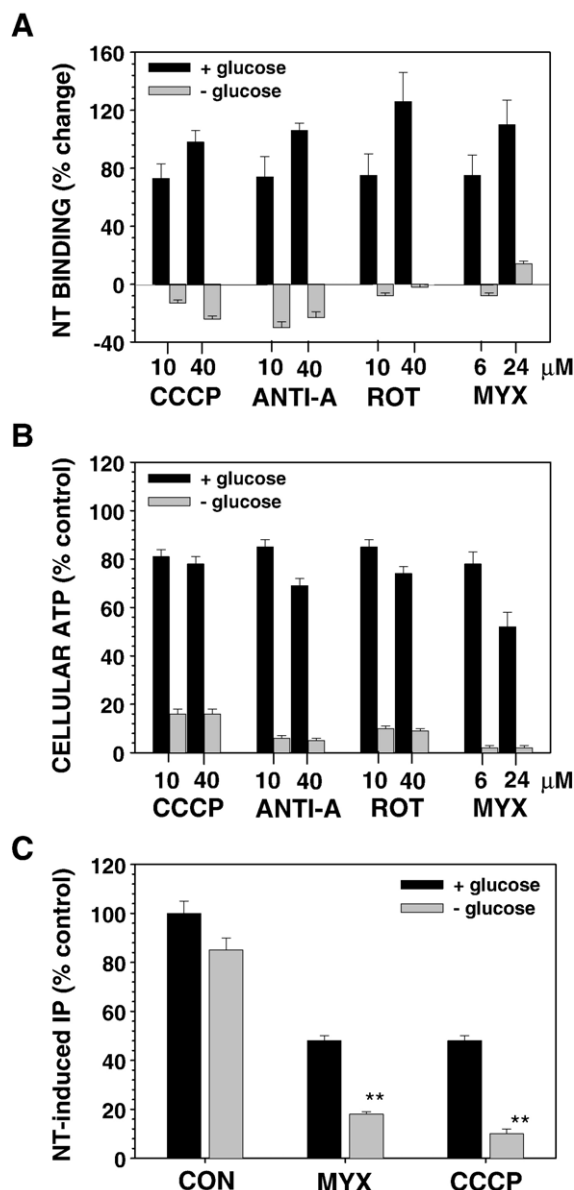 A
NT BINDING (% change)
160
120
80
40
0
-40
+ glucose
- glucose
10 40 10 40 10 40 6 24 μM
CCCP ANTI-A ROT MYX
B
CELLULAR ATP (% control)
120
100
80
60
40
20
0
+ glucose
- glucose
10 40 10 40 10 40 6 24 μM
CCCP ANTI-A ROT MYX
C
NT-induced IP (% control)
120
100
80
60
40
20
0
+ glucose
- glucose
**
**
CON MYX CCCP